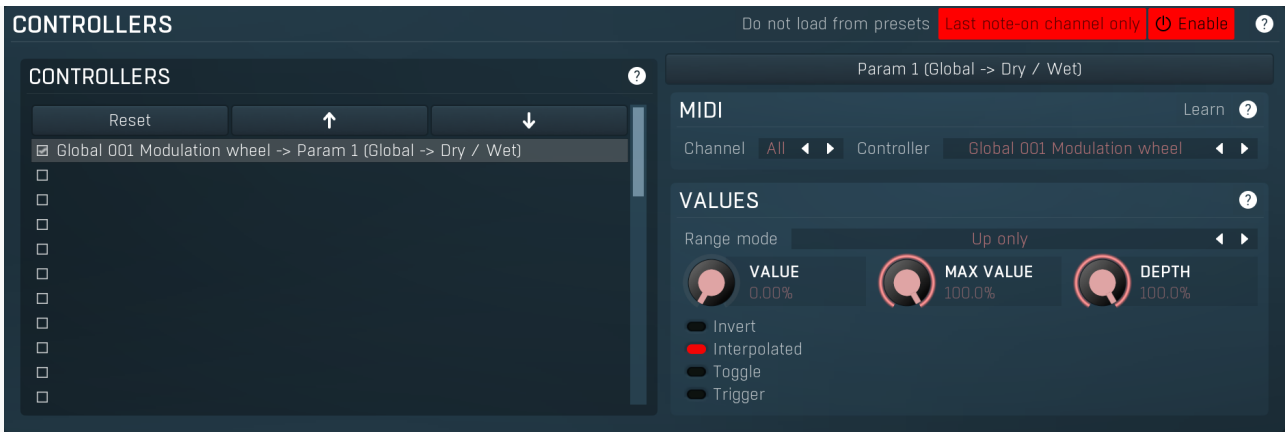 CONTROLLERS
Do not load from presets Last note-on channel only Enable ?
CONTROLLERS ?
Reset ↑ ↓
Global 001 Modulation wheel -> Param 1 (Global -> Dry / Wet)
Param 1 (Global -> Dry / Wet)
MIDI Learn ?
Channel All Controller Global 001 Modulation wheel
VALUES ?
Range mode Up only
VALUE MAX VALUE DEPTH
0.00% 100.0% 100.0%
Invert
Interpolated
Toggle
Trigger